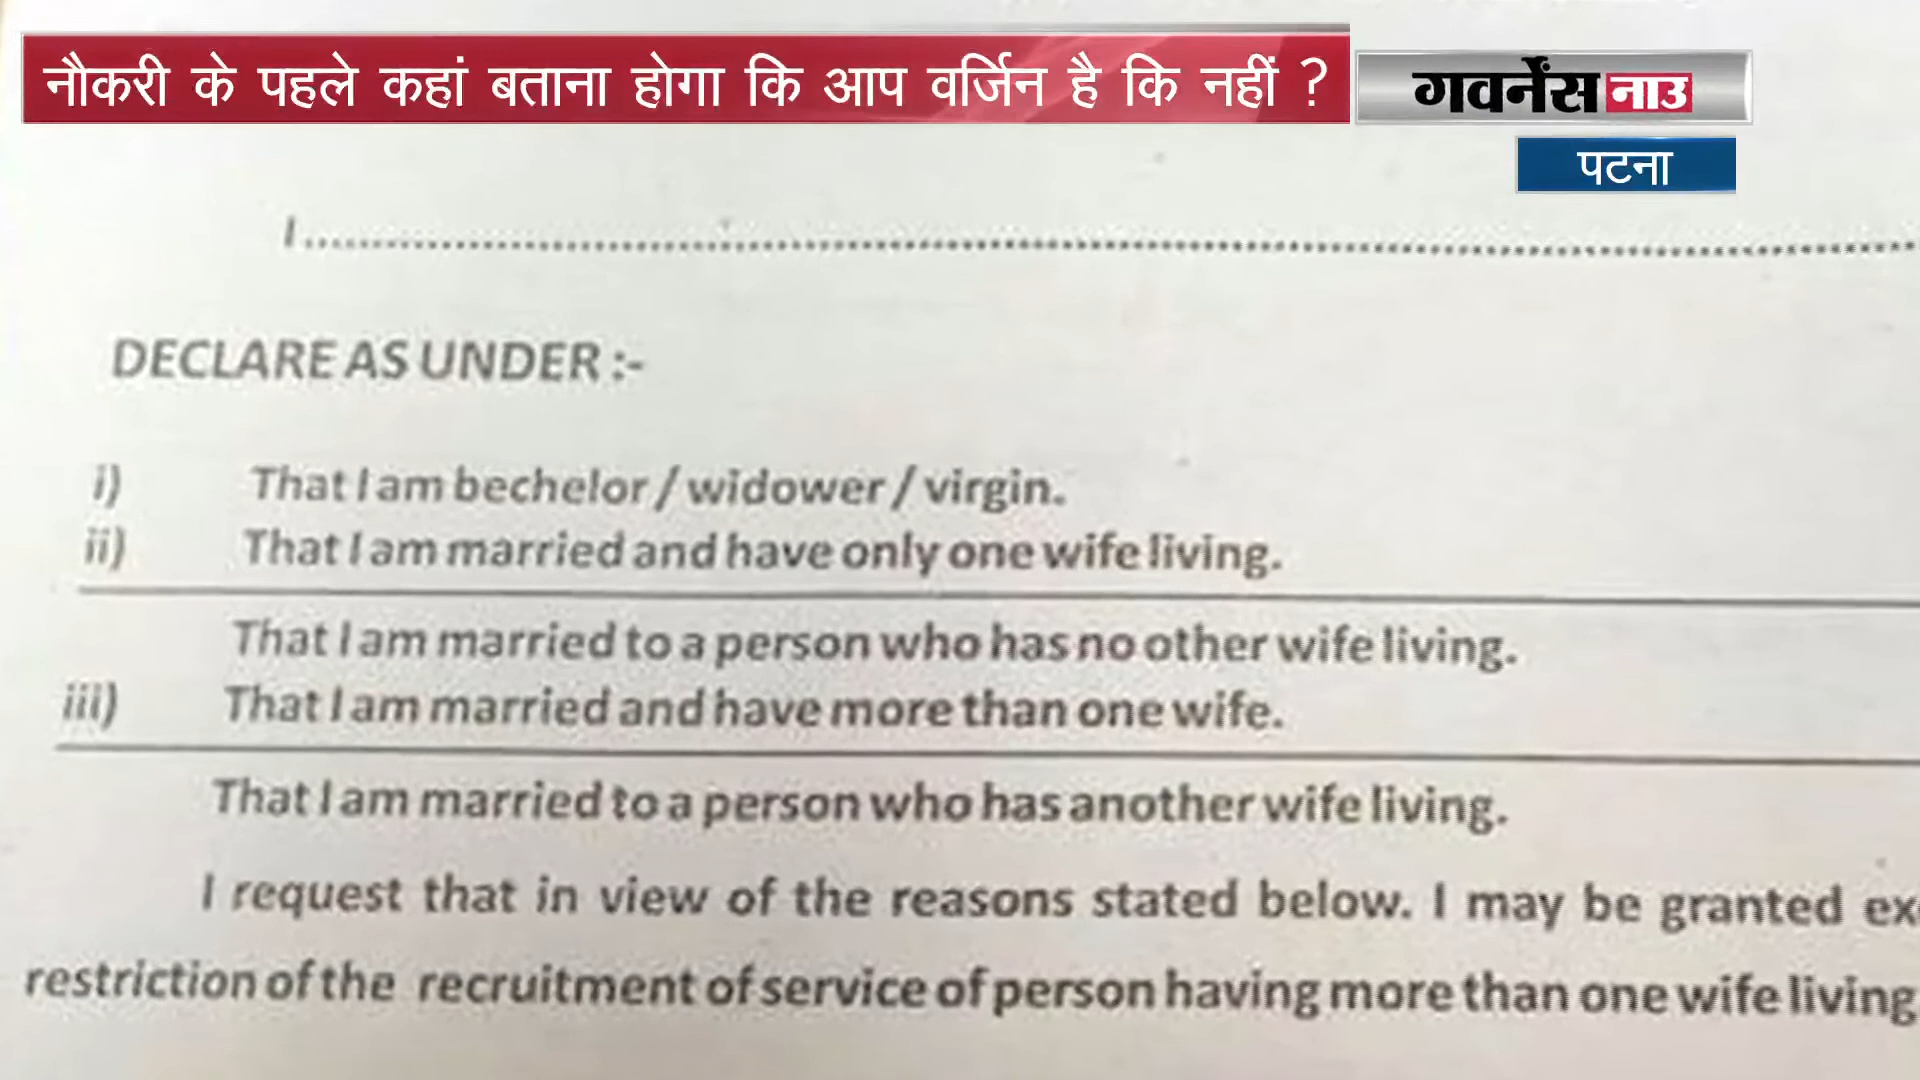 नौकरी के पहले कहां बताना होगा कि आप वर्जिन है कि नहीं ?
गवर्नेंस नाउ
पटना
I
DECLARE AS UNDER :-
i) That I am bechelor / widower / virgin.
ii) That I am married and have only one wife living.
That I am married to a person who has no other wife living.
iii) That I am married and have more than one wife.
That I am married to a person who has another wife living.
I request that in view of the reasons stated below. I may be granted
restriction of the recruitment of service of person having more than one wife living